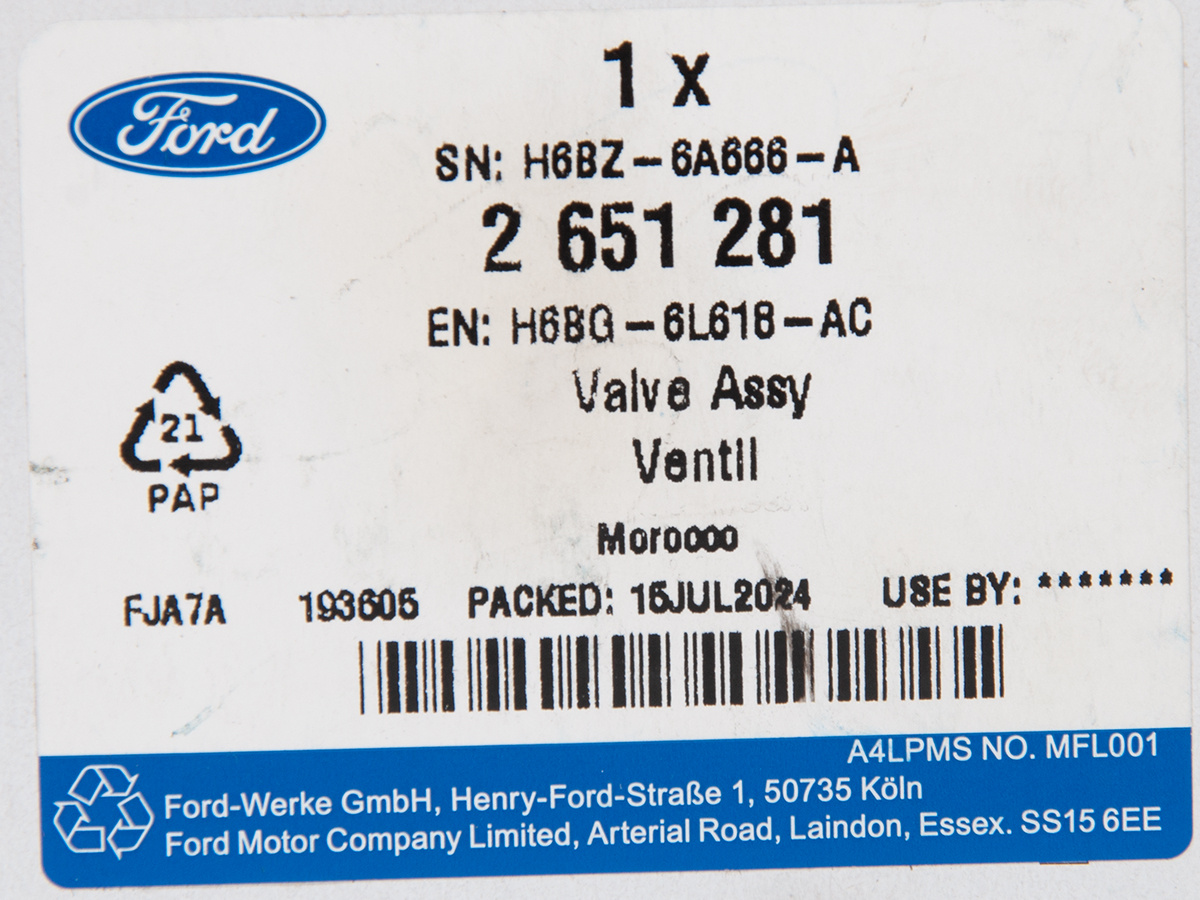 Ford
1 x
SN: H6BZ-6A666-A
2 651 281
EN: H6BG-6L618-AC
Valve Assy
Ventil
21
PAP
Morocco
FJA7A 193605 PACKED: 15JUL2024 USE BY: *******
A4LPMS NO. MFL001
Ford-Werke GmbH, Henry-Ford-Straße 1, 50735 Köln
Ford Motor Company Limited, Arterial Road, Laindon, Essex. SS15 6EE